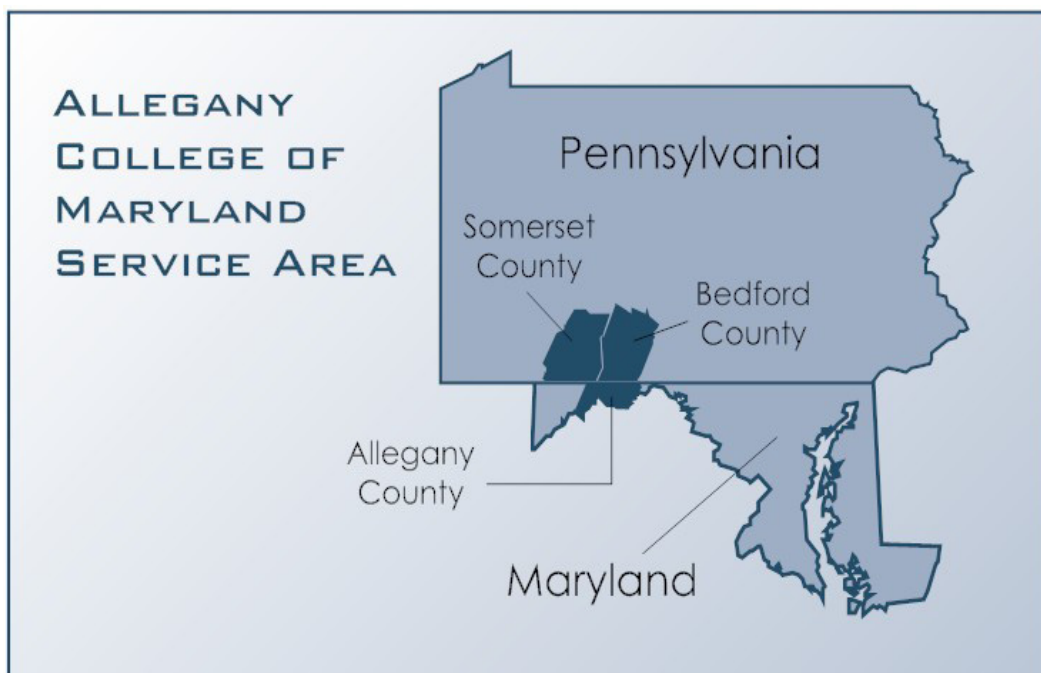 ALLEGANY
COLLEGE OF
MARYLAND
SERVICE AREA
Pennsylvania
Somerset
County
Bedford
County
Allegany
County
Maryland